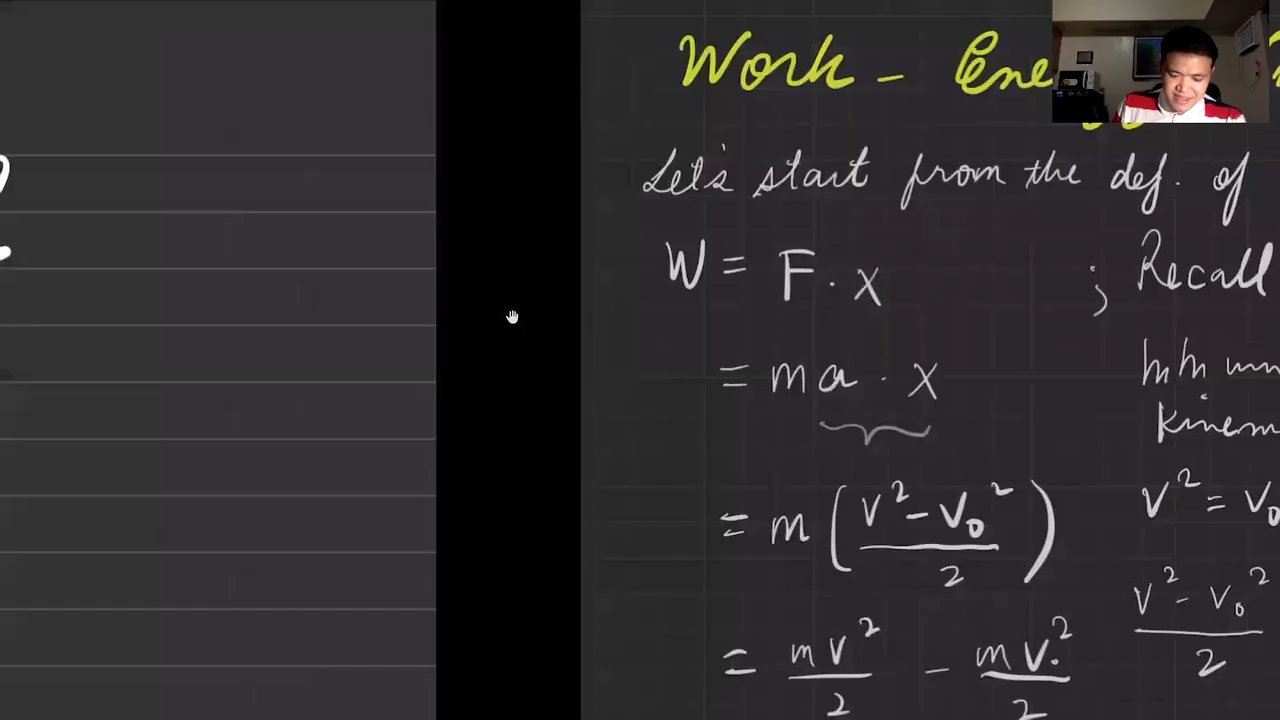 Work - Ene
Let's start from the def. of
W = F · x ; Recall
= ma · x
kinem
= m ( v² - v₀² / 2 ) v² = v₀
v² - v₀² / 2
= mv² / 2 - mv₀² / 2